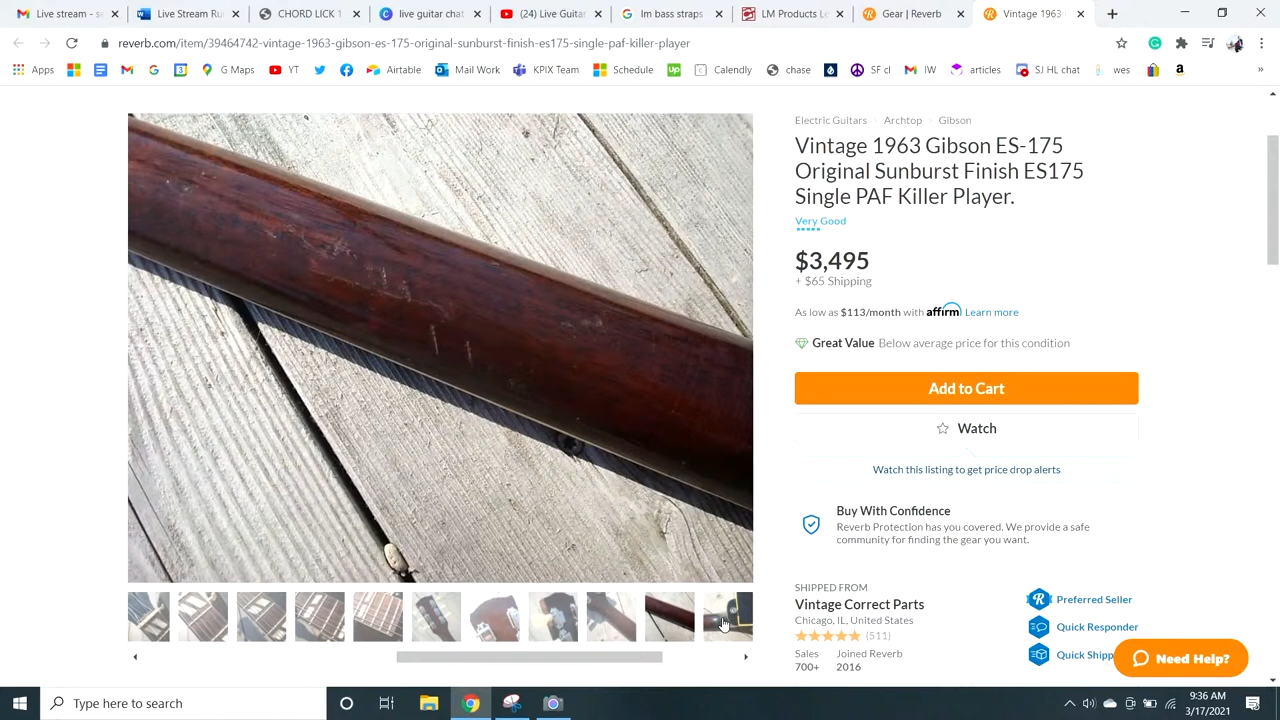 Live stream - s
Live Stream Ru
CHORD LICK 1
live guitar chat
(24) Live Guitar
lm bass straps
LM Products Le
Gear | Reverb
Vintage 1963
reverb.com/item/39464742-vintage-1963-gibson-es-175-original-sunburst-finish-es175-single-paf-killer-player
Apps
G Maps
YT
Airtable
Mail Work
KPIX Team
Schedule
up
Calendly
chase
SF cl
IW
articles
SJ HL chat
wes
»
Electric Guitars
Archtop
Gibson
Vintage 1963 Gibson ES-175
Original Sunburst Finish ES175
Single PAF Killer Player.
Very Good
$3,495
+ $65 Shipping
As low as $113/month with affirm Learn more
Great Value Below average price for this condition
Add to Cart
Watch
Watch this listing to get price drop alerts
Buy With Confidence
Reverb Protection has you covered. We provide a safe
community for finding the gear you want.
SHIPPED FROM
Vintage Correct Parts
Chicago, IL, United States
(511)
Sales
Joined Reverb
700+
2016
Preferred Seller
Quick Responder
Quick Shipp
Need Help?
Type here to search
9:36 AM
3/17/2021